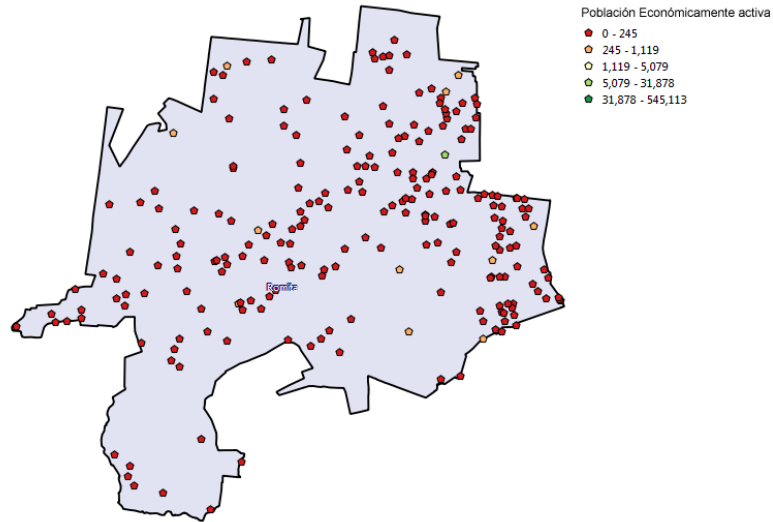 Población Económicamente activa
0 - 245
245 - 1,119
1,119 - 5,079
5,079 - 31,878
31,878 - 545,113
Romita